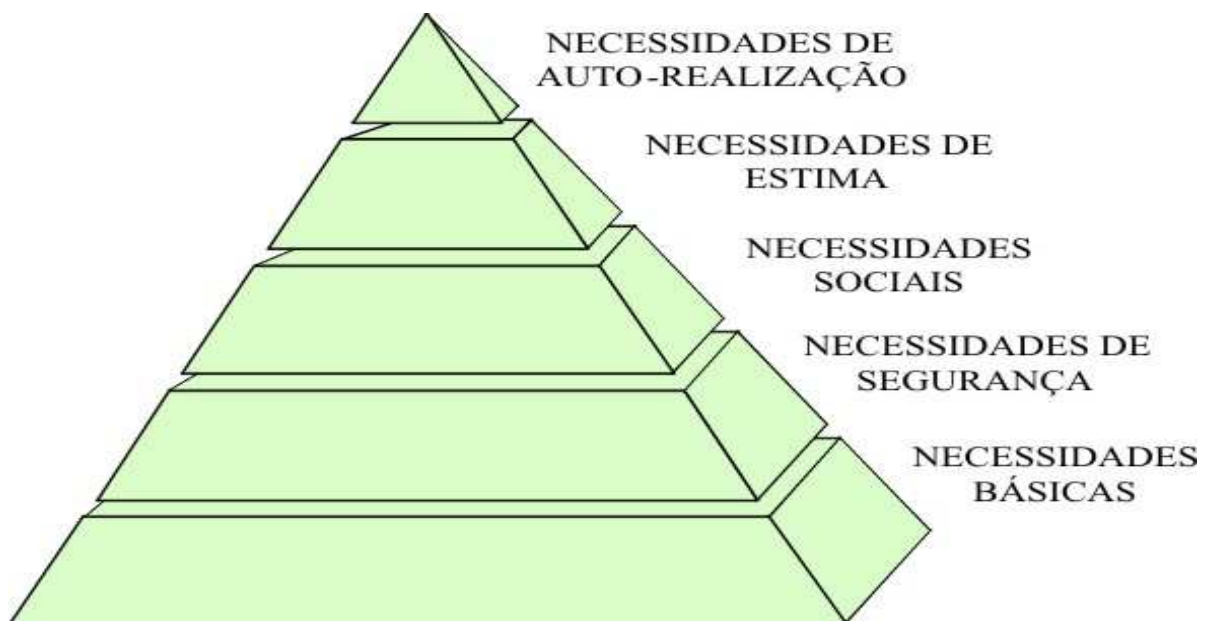 NECESSIDADES DE
AUTO-REALIZAÇÃO
NECESSIDADES DE
ESTIMA
NECESSIDADES
SOCIAIS
NECESSIDADES DE
SEGURANÇA
NECESSIDADES
BÁSICAS